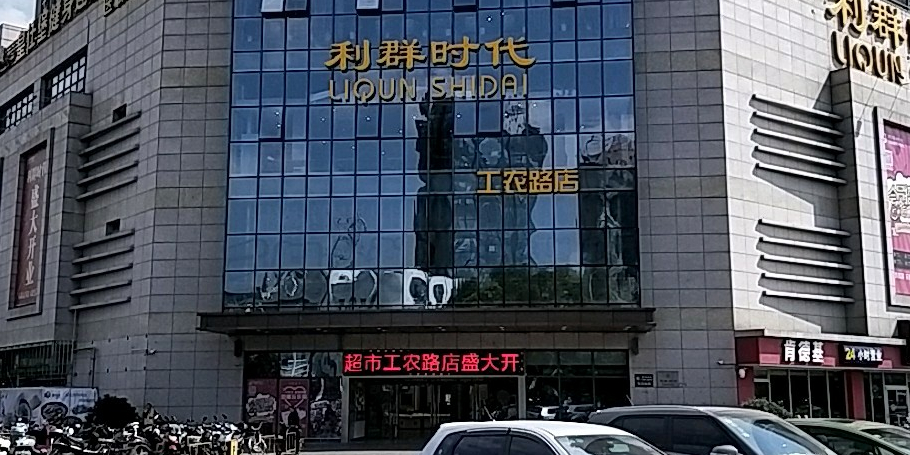 利群时代
LIQUN SHIDAI
工农路店
超市工农路店盛大开
盛大开业
利群
LIQUN
肯德基
24小时营业